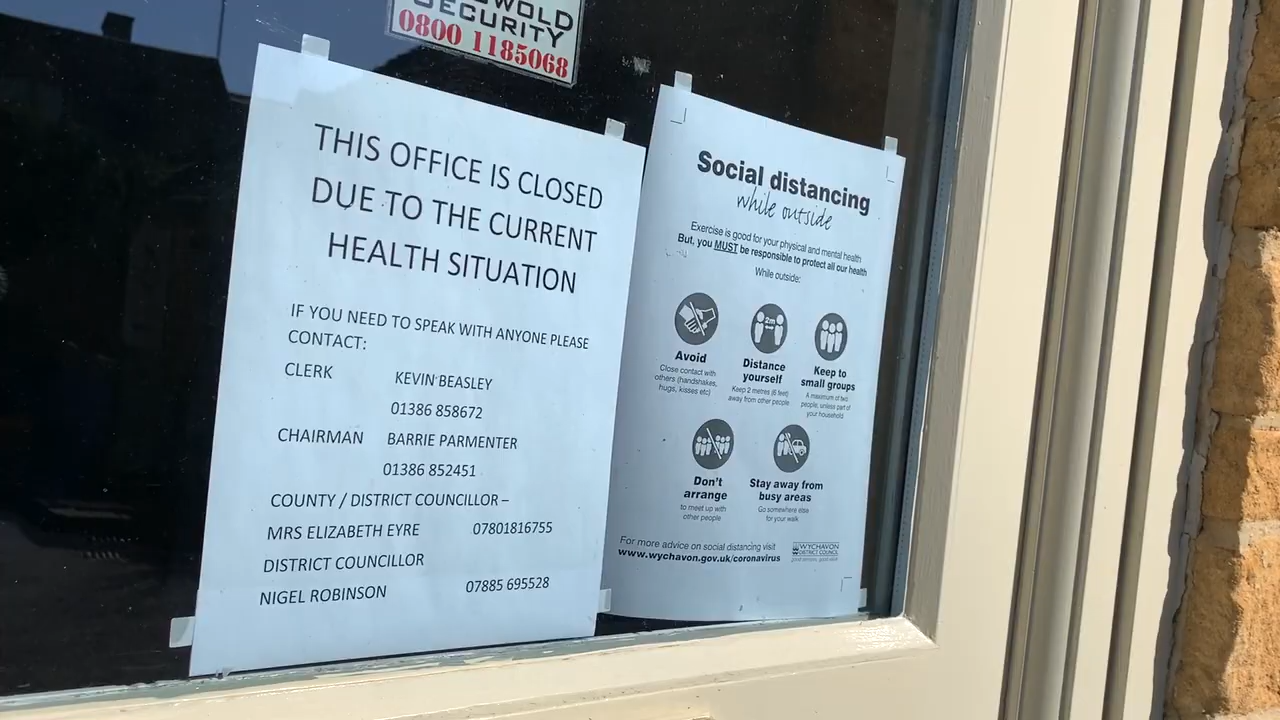 SECURITY
0800 1185068
THIS OFFICE IS CLOSED
DUE TO THE CURRENT
HEALTH SITUATION
IF YOU NEED TO SPEAK WITH ANYONE PLEASE
CONTACT:
CLERK KEVIN BEASLEY
01386 858672
CHAIRMAN BARRIE PARMENTER
01386 852451
COUNTY / DISTRICT COUNCILLOR –
MRS ELIZABETH EYRE 07801816755
DISTRICT COUNCILLOR
NIGEL ROBINSON 07885 695528
Social distancing
while outside
Exercise is good for your physical and mental health
But, you MUST be responsible to protect all our health
While outside:
Avoid
Close contact with
others (handshakes,
hugs, kisses etc)
2m
Distance
yourself
Keep 2 metres (6 feet)
away from other people
Keep to
small groups
A maximum of two
people, unless part of
your household
Don't
arrange
to meet up with
other people
Stay away from
busy areas
Go somewhere else
for your walk
For more advice on social distancing visit
www.wychavon.gov.uk/coronavirus
WYCHAVON
DISTRICT COUNCIL